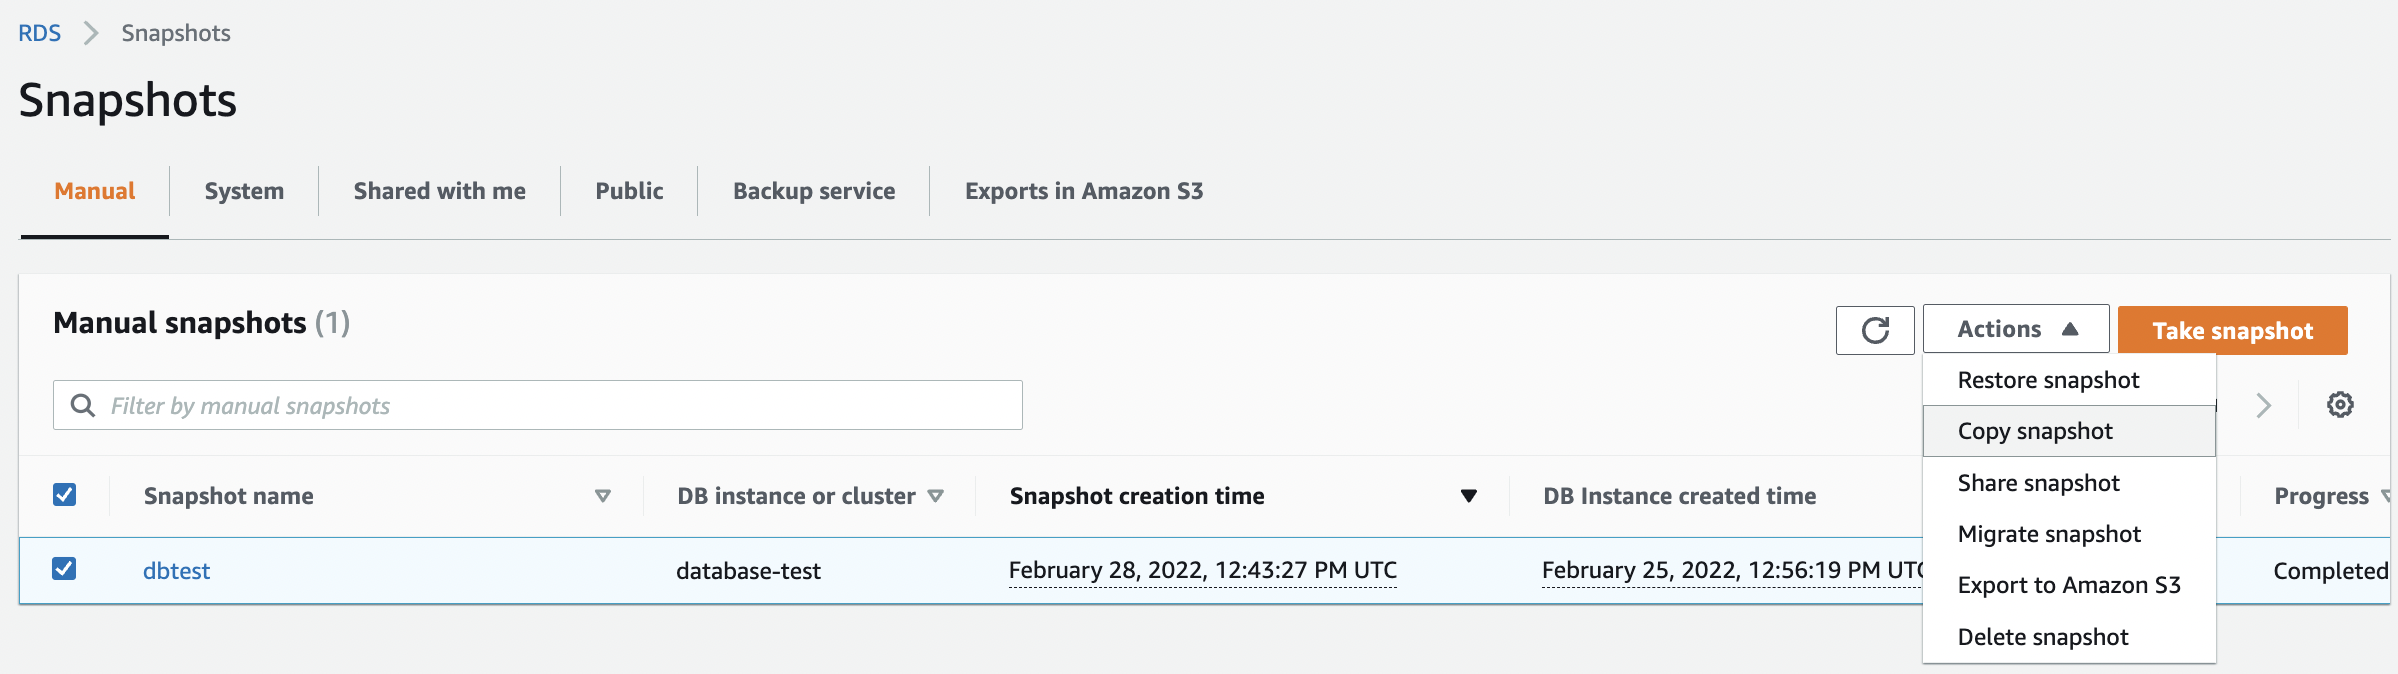 RDS > Snapshots
Snapshots
Manual System Shared with me Public Backup service Exports in Amazon S3
Manual snapshots (1)
Actions Take snapshot
Restore snapshot
Filter by manual snapshots
Copy snapshot
Share snapshot
Snapshot name DB instance or cluster Snapshot creation time DB Instance created time Progress
Migrate snapshot
dbtest database-test February 28, 2022, 12:43:27 PM UTC February 25, 2022, 12:56:19 PM UTC Completed
Export to Amazon S3
Delete snapshot